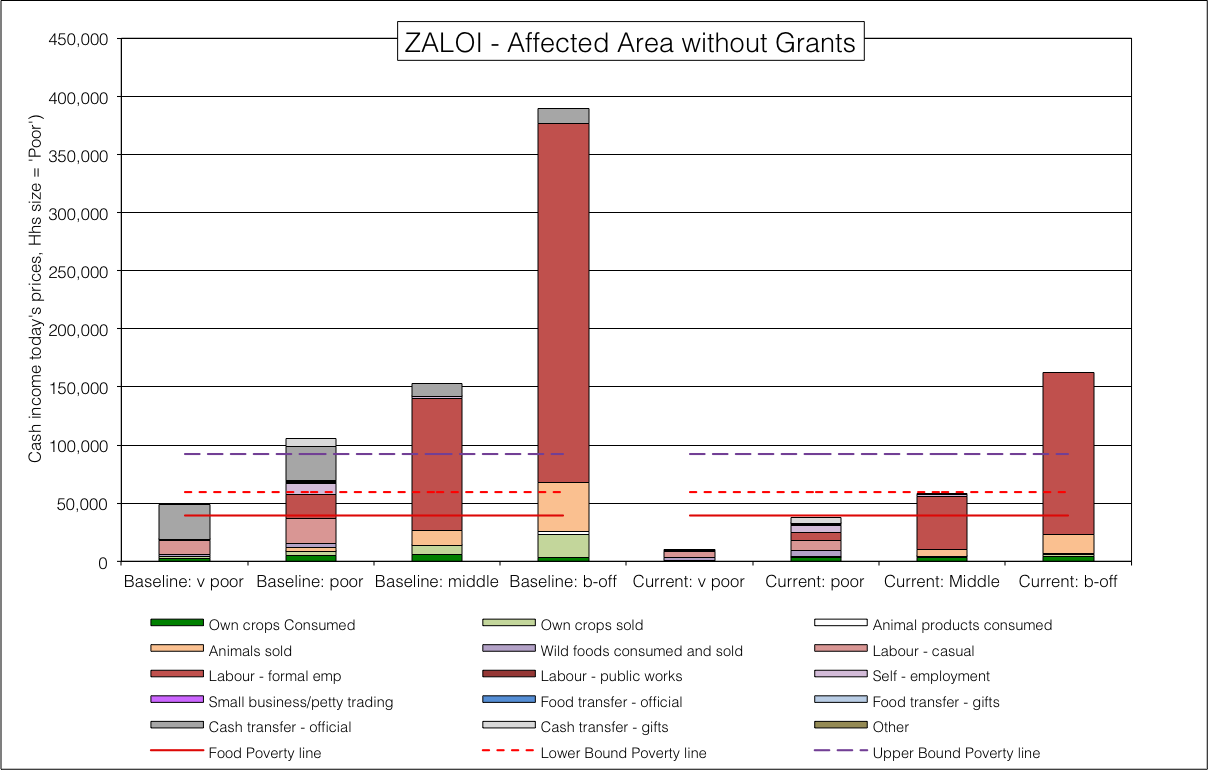 ZALOI - Affected Area without Grants
Cash income today's prices, Hhs size = 'Poor')
450,000
400,000
350,000
300,000
250,000
200,000
150,000
100,000
50,000
0
Baseline: v poor Baseline: poor Baseline: middle Baseline: b-off Current: v poor Current: poor Current: Middle Current: b-off
Own crops Consumed Own crops sold Animal products consumed
Animals sold Wild foods consumed and sold Labour - casual
Labour - formal emp Labour - public works Self - employment
Small business/petty trading Food transfer - official Food transfer - gifts
Cash transfer - official Cash transfer - gifts Other
Food Poverty line Lower Bound Poverty line Upper Bound Poverty line